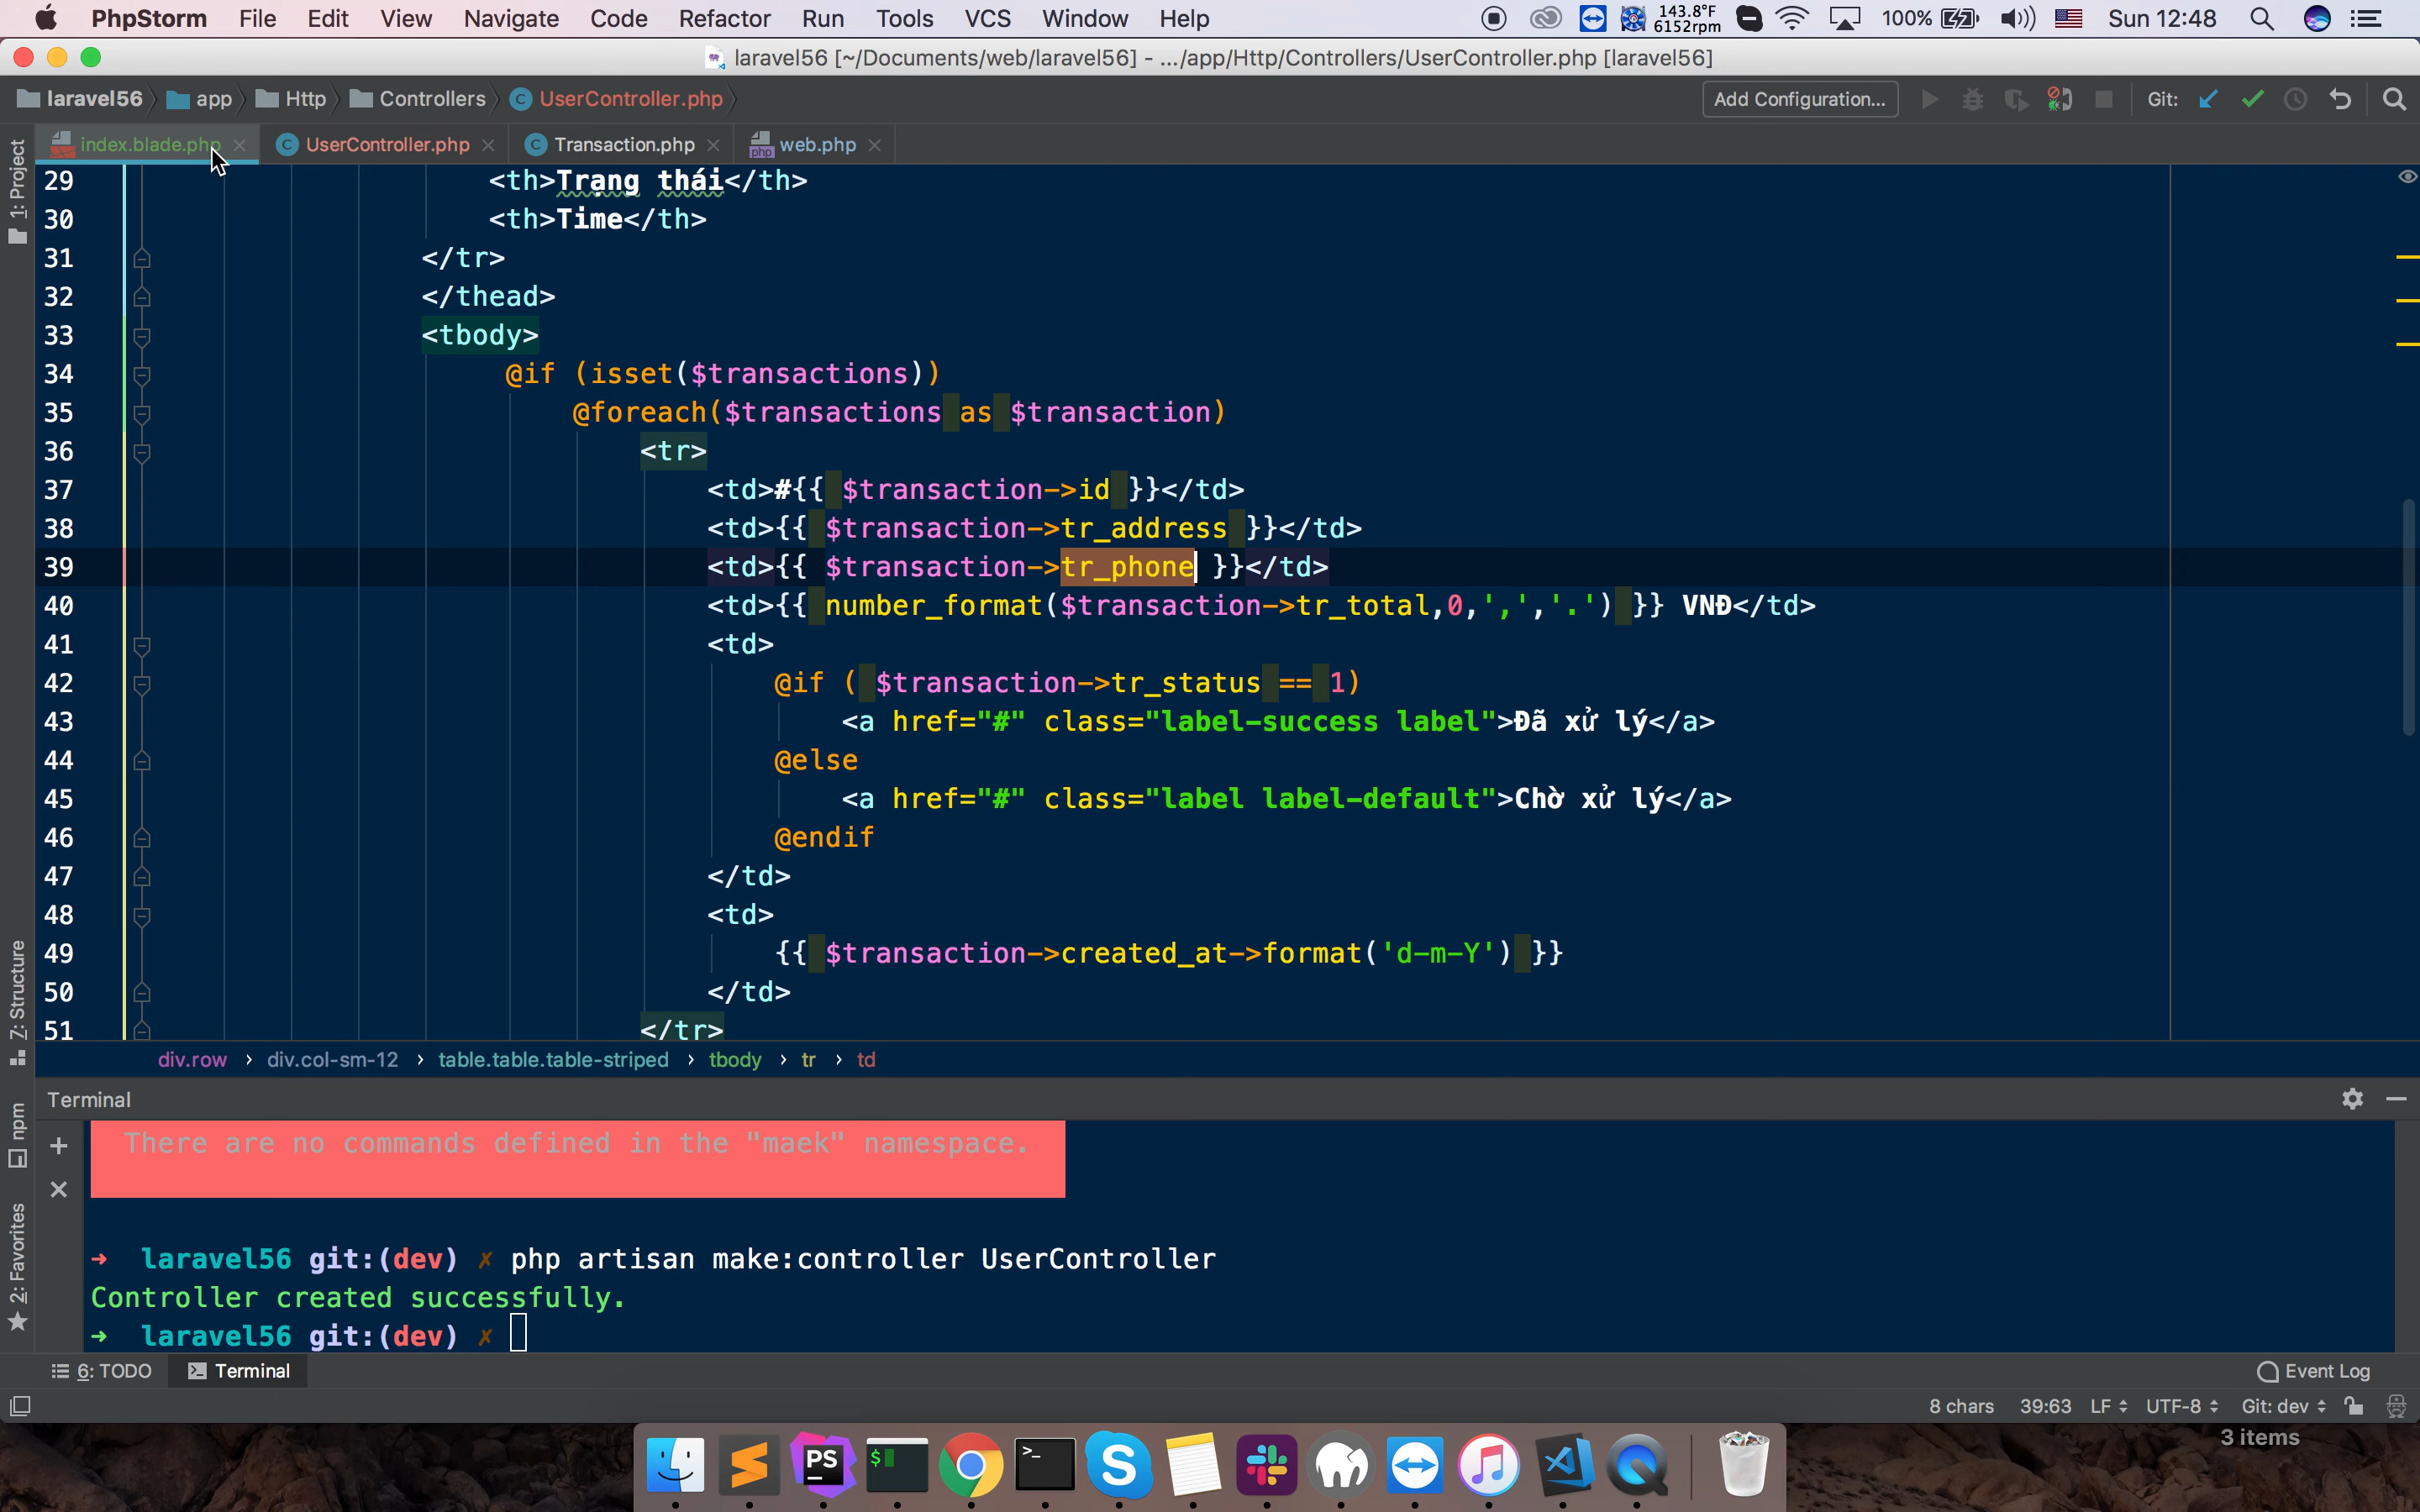 PhpStorm File Edit View Navigate Code Refactor Run Tools VCS Window Help 143.8°F 6152rpm 100% Sun 12:48
laravel56 [~/Documents/web/laravel56] - .../app/Http/Controllers/UserController.php [laravel56]
laravel56 app Http Controllers UserController.php Add Configuration... Git:
index.blade.php UserController.php Transaction.php web.php
1: Project
29 <th>Trạng thái</th>
30 <th>Time</th>
31 </tr>
32 </thead>
33 <tbody>
34 @if (isset($transactions))
35 @foreach($transactions as $transaction)
36 <tr>
37 <td>#{{ $transaction->id }}</td>
38 <td>{{ $transaction->tr_address }}</td>
39 <td>{{ $transaction->tr_phone }}</td>
40 <td>{{ number_format($transaction->tr_total,0,',','.') }} VNĐ</td>
41 <td>
42 @if ( $transaction->tr_status == 1)
43 <a href="#" class="label-success label">Đã xử lý</a>
44 @else
45 <a href="#" class="label label-default">Chờ xử lý</a>
46 @endif
47 </td>
48 <td>
49 {{ $transaction->created_at->format('d-m-Y') }}
50 </td>
51 </tr>
7: Structure
div.row › div.col-sm-12 › table.table.table-striped › tbody › tr › td
npm
2: Favorites
Terminal
There are no commands defined in the "maek" namespace.
➜ laravel56 git:(dev) ✗ php artisan make:controller UserController
Controller created successfully.
➜ laravel56 git:(dev) ✗
6: TODO Terminal Event Log
8 chars 39:63 LF UTF-8 Git: dev
3 items
PS
$
>_
S